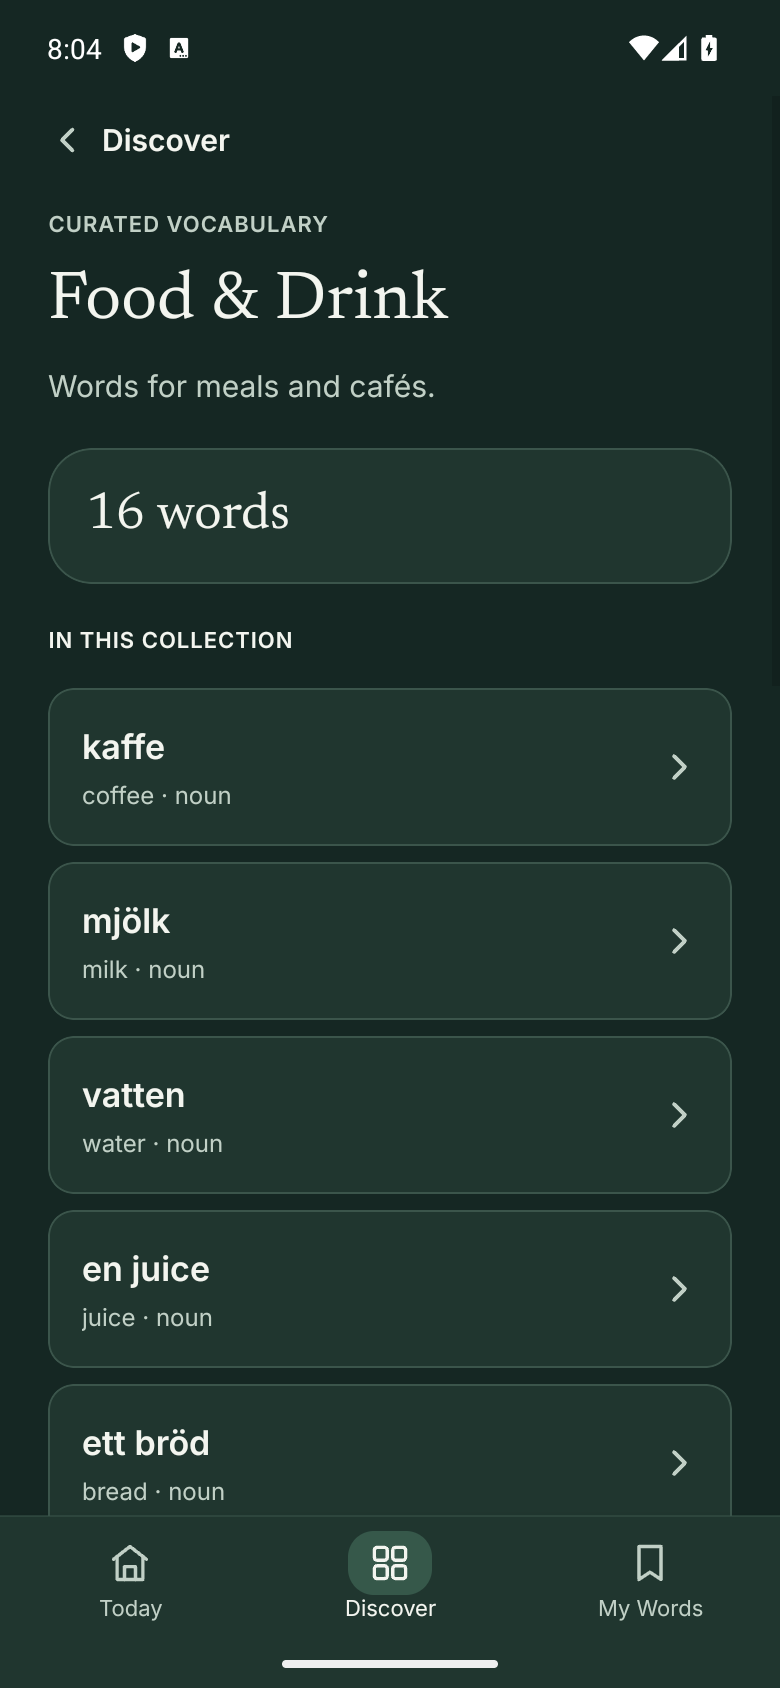 8:04
Discover
CURATED VOCABULARY
Food & Drink
Words for meals and cafés.
16 words
IN THIS COLLECTION
kaffe
coffee · noun
mjölk
milk · noun
vatten
water · noun
en juice
juice · noun
ett bröd
bread · noun
Today
Discover
My Words